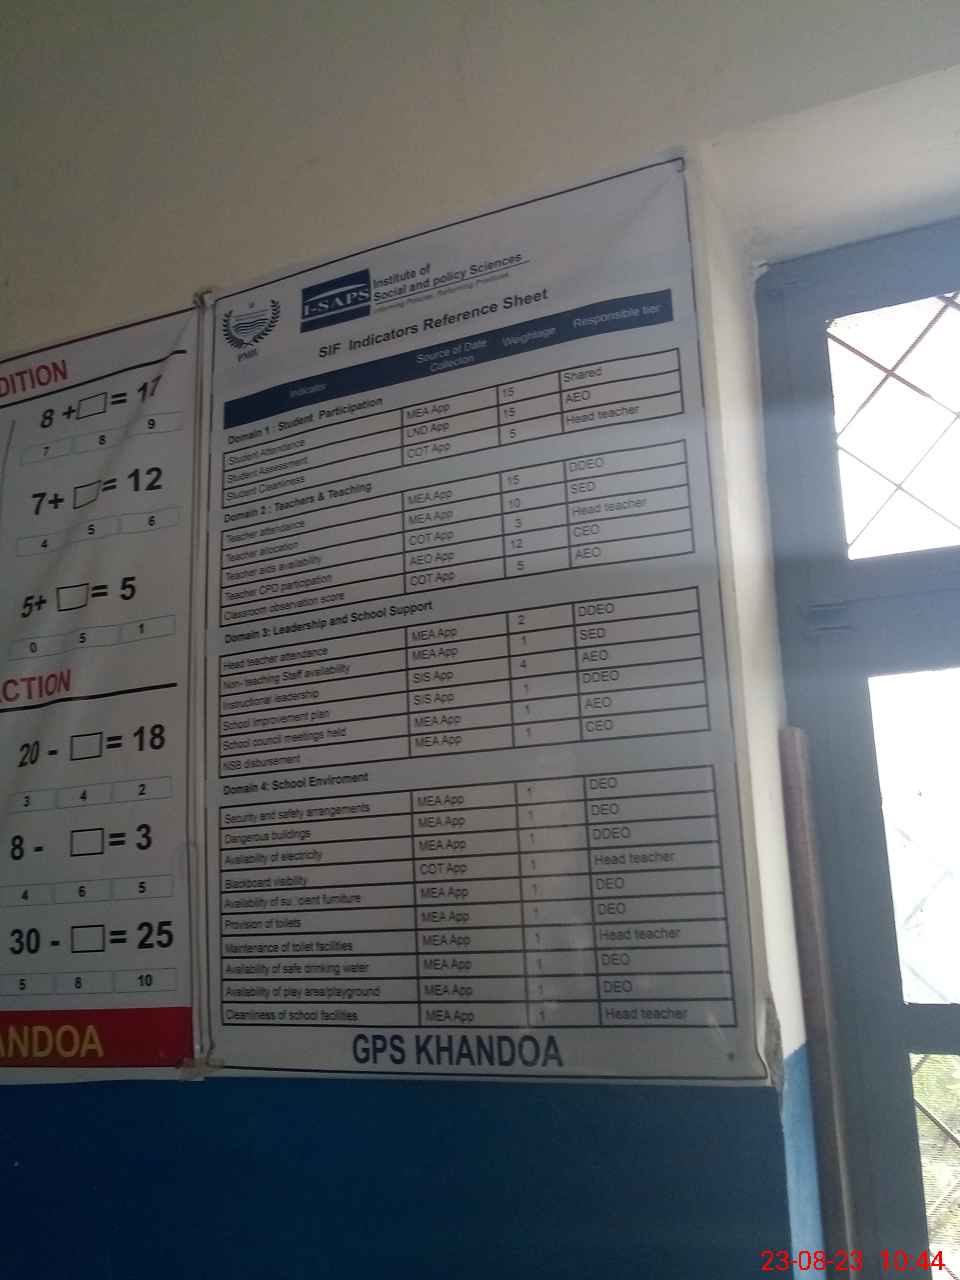 DITION
8 + = 17
7 8 9
7+ = 12
4 5 6
5+ = 5
0 5 1
CTION
20 - = 18
3 4 2
8 - = 3
4 6 5
30 - = 25
5 8 10
ANDOA
PMIU
I-SAPS
Institute of
Social and policy Sciences
SIF Indicators Reference Sheet
Indicator Source of Date Collection Weightage Responsible tier
Domain 1 : Student Participation
Student Attendance MEA App 15 Shared
Student Assessment LND App 15 AEO
Student Cleanliness COT App 5 Head teacher
Domain 2 : Teachers & Teaching
Teacher attendance MEA App 15 DDEO
Teacher allocation MEA App 10 SED
Teacher aids availability COT App 3 Head teacher
Teacher CPD participation AEO App 12 CEO
Classroom observation score COT App 5 AEO
Domain 3: Leadership and School Support
Head teacher attendance MEA App 2 DDEO
Non- teaching Staff availability MEA App 1 SED
Instructional leadership SIS App 4 AEO
School improvement plan SIS App 1 DDEO
School council meetings held MEA App 1 AEO
NSB disbursement MEA App 1 CEO
Domain 4: School Enviroment
Security and safety arrangements MEA App 1 DEO
Dangerous buildings MEA App 1 DEO
Availability of electricity MEA App 1 DDEO
Blackboard visibility COT App 1 Head teacher
Availability of su cient furniture MEA App 1 DEO
Provision of toilets MEA App 1 DEO
Maintenance of toilet facilities MEA App 1 Head teacher
Availability of safe drinking water MEA App 1 DEO
Availability of play area/playground MEA App 1 DEO
Cleanliness of school facilities MEA App 1 Head teacher
GPS KHANDOA
23-08-23 10:44